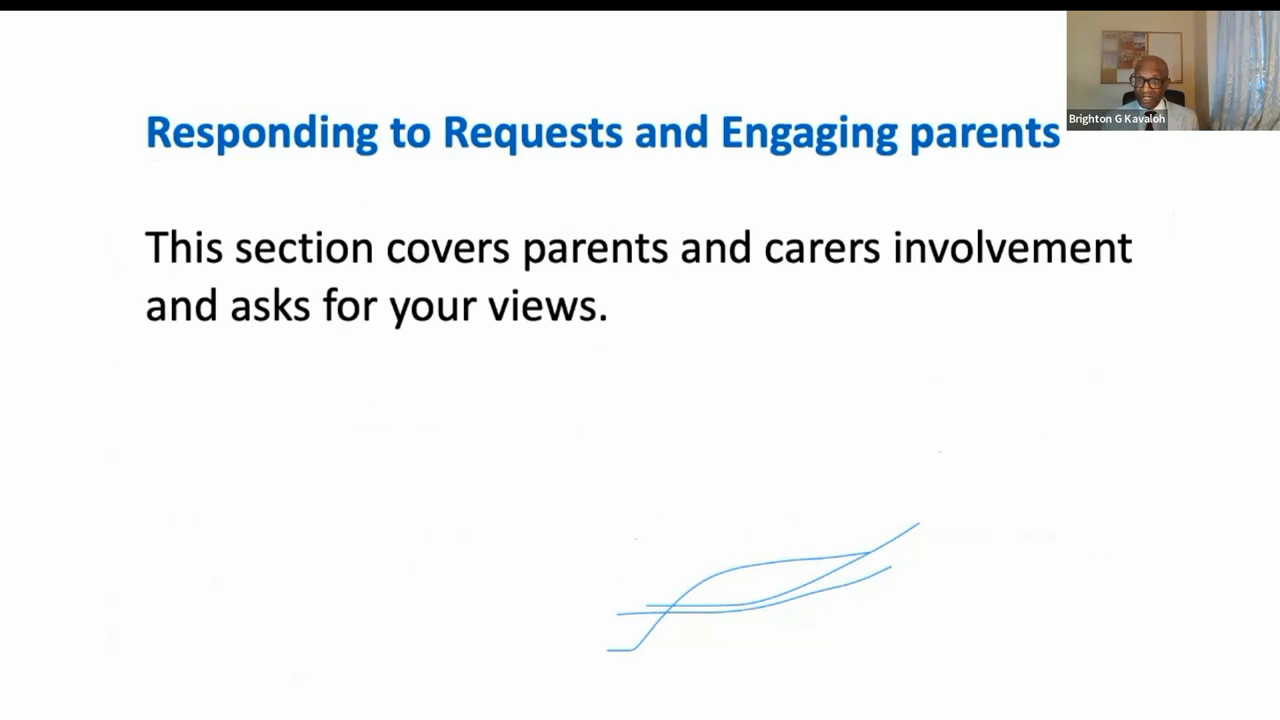 Responding to Requests and Engaging parents
Brighton G Kavaloh
This section covers parents and carers involvement
and asks for your views.